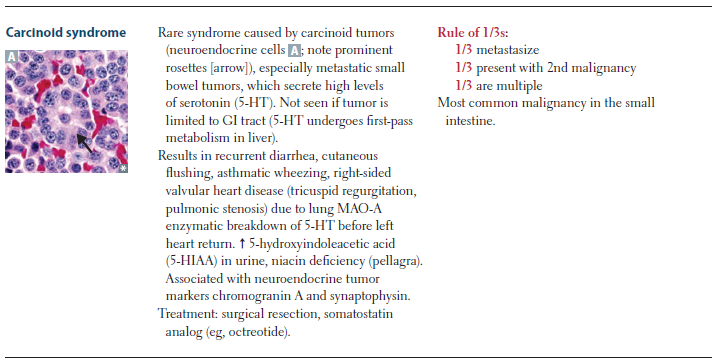 Carcinoid syndrome
A
Rare syndrome caused by carcinoid tumors
(neuroendocrine cells A; note prominent
rosettes [arrow]), especially metastatic small
bowel tumors, which secrete high levels
of serotonin (5-HT). Not seen if tumor is
limited to GI tract (5-HT undergoes first-pass
metabolism in liver).
Results in recurrent diarrhea, cutaneous
flushing, asthmatic wheezing, right-sided
valvular heart disease (tricuspid regurgitation,
pulmonic stenosis) due to lung MAO-A
enzymatic breakdown of 5-HT before left
heart return. ↑ 5-hydroxyindoleacetic acid
(5-HIAA) in urine, niacin deficiency (pellagra).
Associated with neuroendocrine tumor
markers chromogranin A and synaptophysin.
Treatment: surgical resection, somatostatin
analog (eg, octreotide).
Rule of 1/3s:
1/3 metastasize
1/3 present with 2nd malignancy
1/3 are multiple
Most common malignancy in the small
intestine.